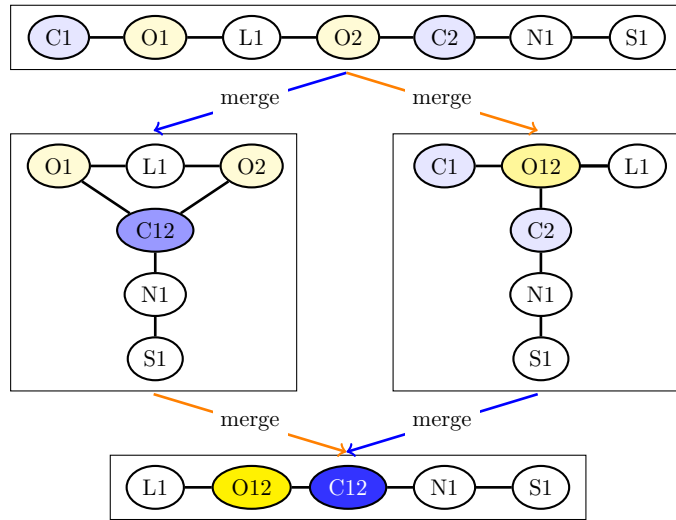 C1 O1 L1 O2 C2 N1 S1
merge merge
O1 L1 O2
C12
N1
S1
C1 O12 L1
C2
N1
S1
merge merge
L1 O12 C12 N1 S1